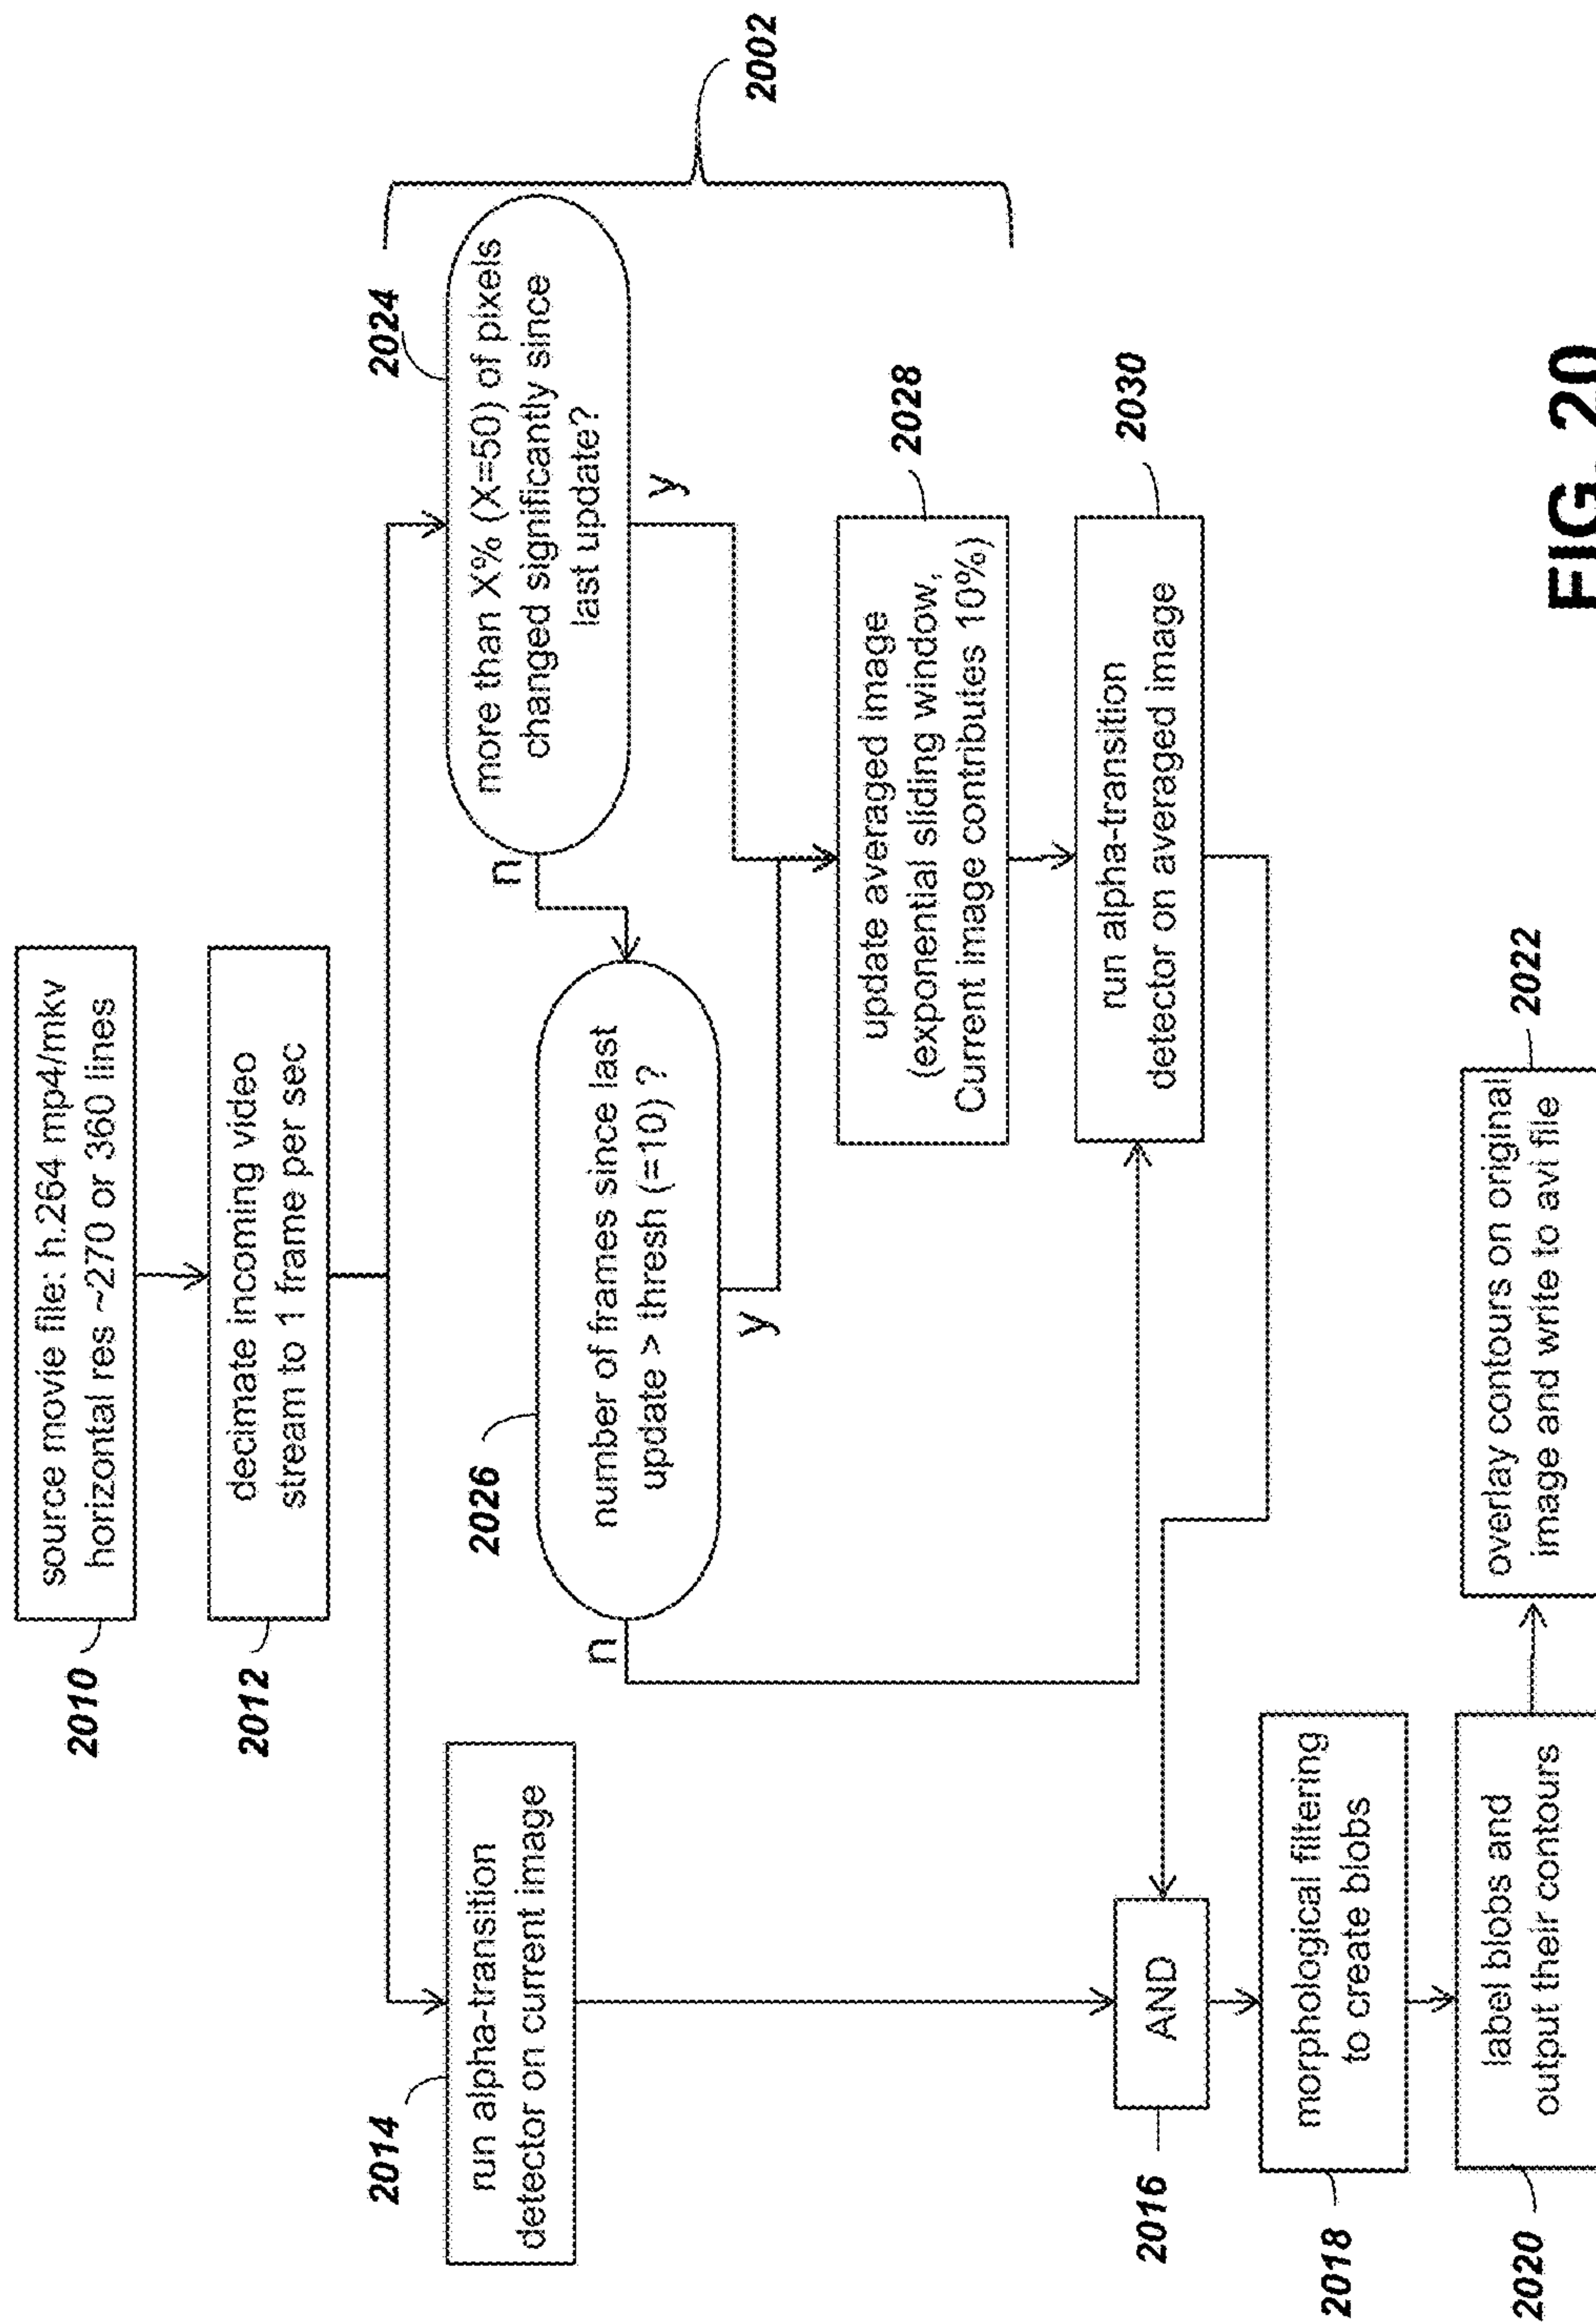 2010
source movie file: h.264 mp4/mkv
horizontal res ~270 or 360 lines
2012
decimate incoming video
stream to 1 frame per sec
2014
run alpha-transition
detector on current image
2024
more than X% (X=50) of pixels
changed significantly since
last update?
n
y
2002
2026
number of frames since last
update > thresh (=10) ?
n
y
2028
update averaged image
(exponential sliding window,
Current image contributes 10%)
2030
run alpha-transition
detector on averaged image
2016
AND
2018
morphological filtering
to create blobs
2020
label blobs and
output their contours
2022
overlay contours on original
image and write to avi file
FIG. 20